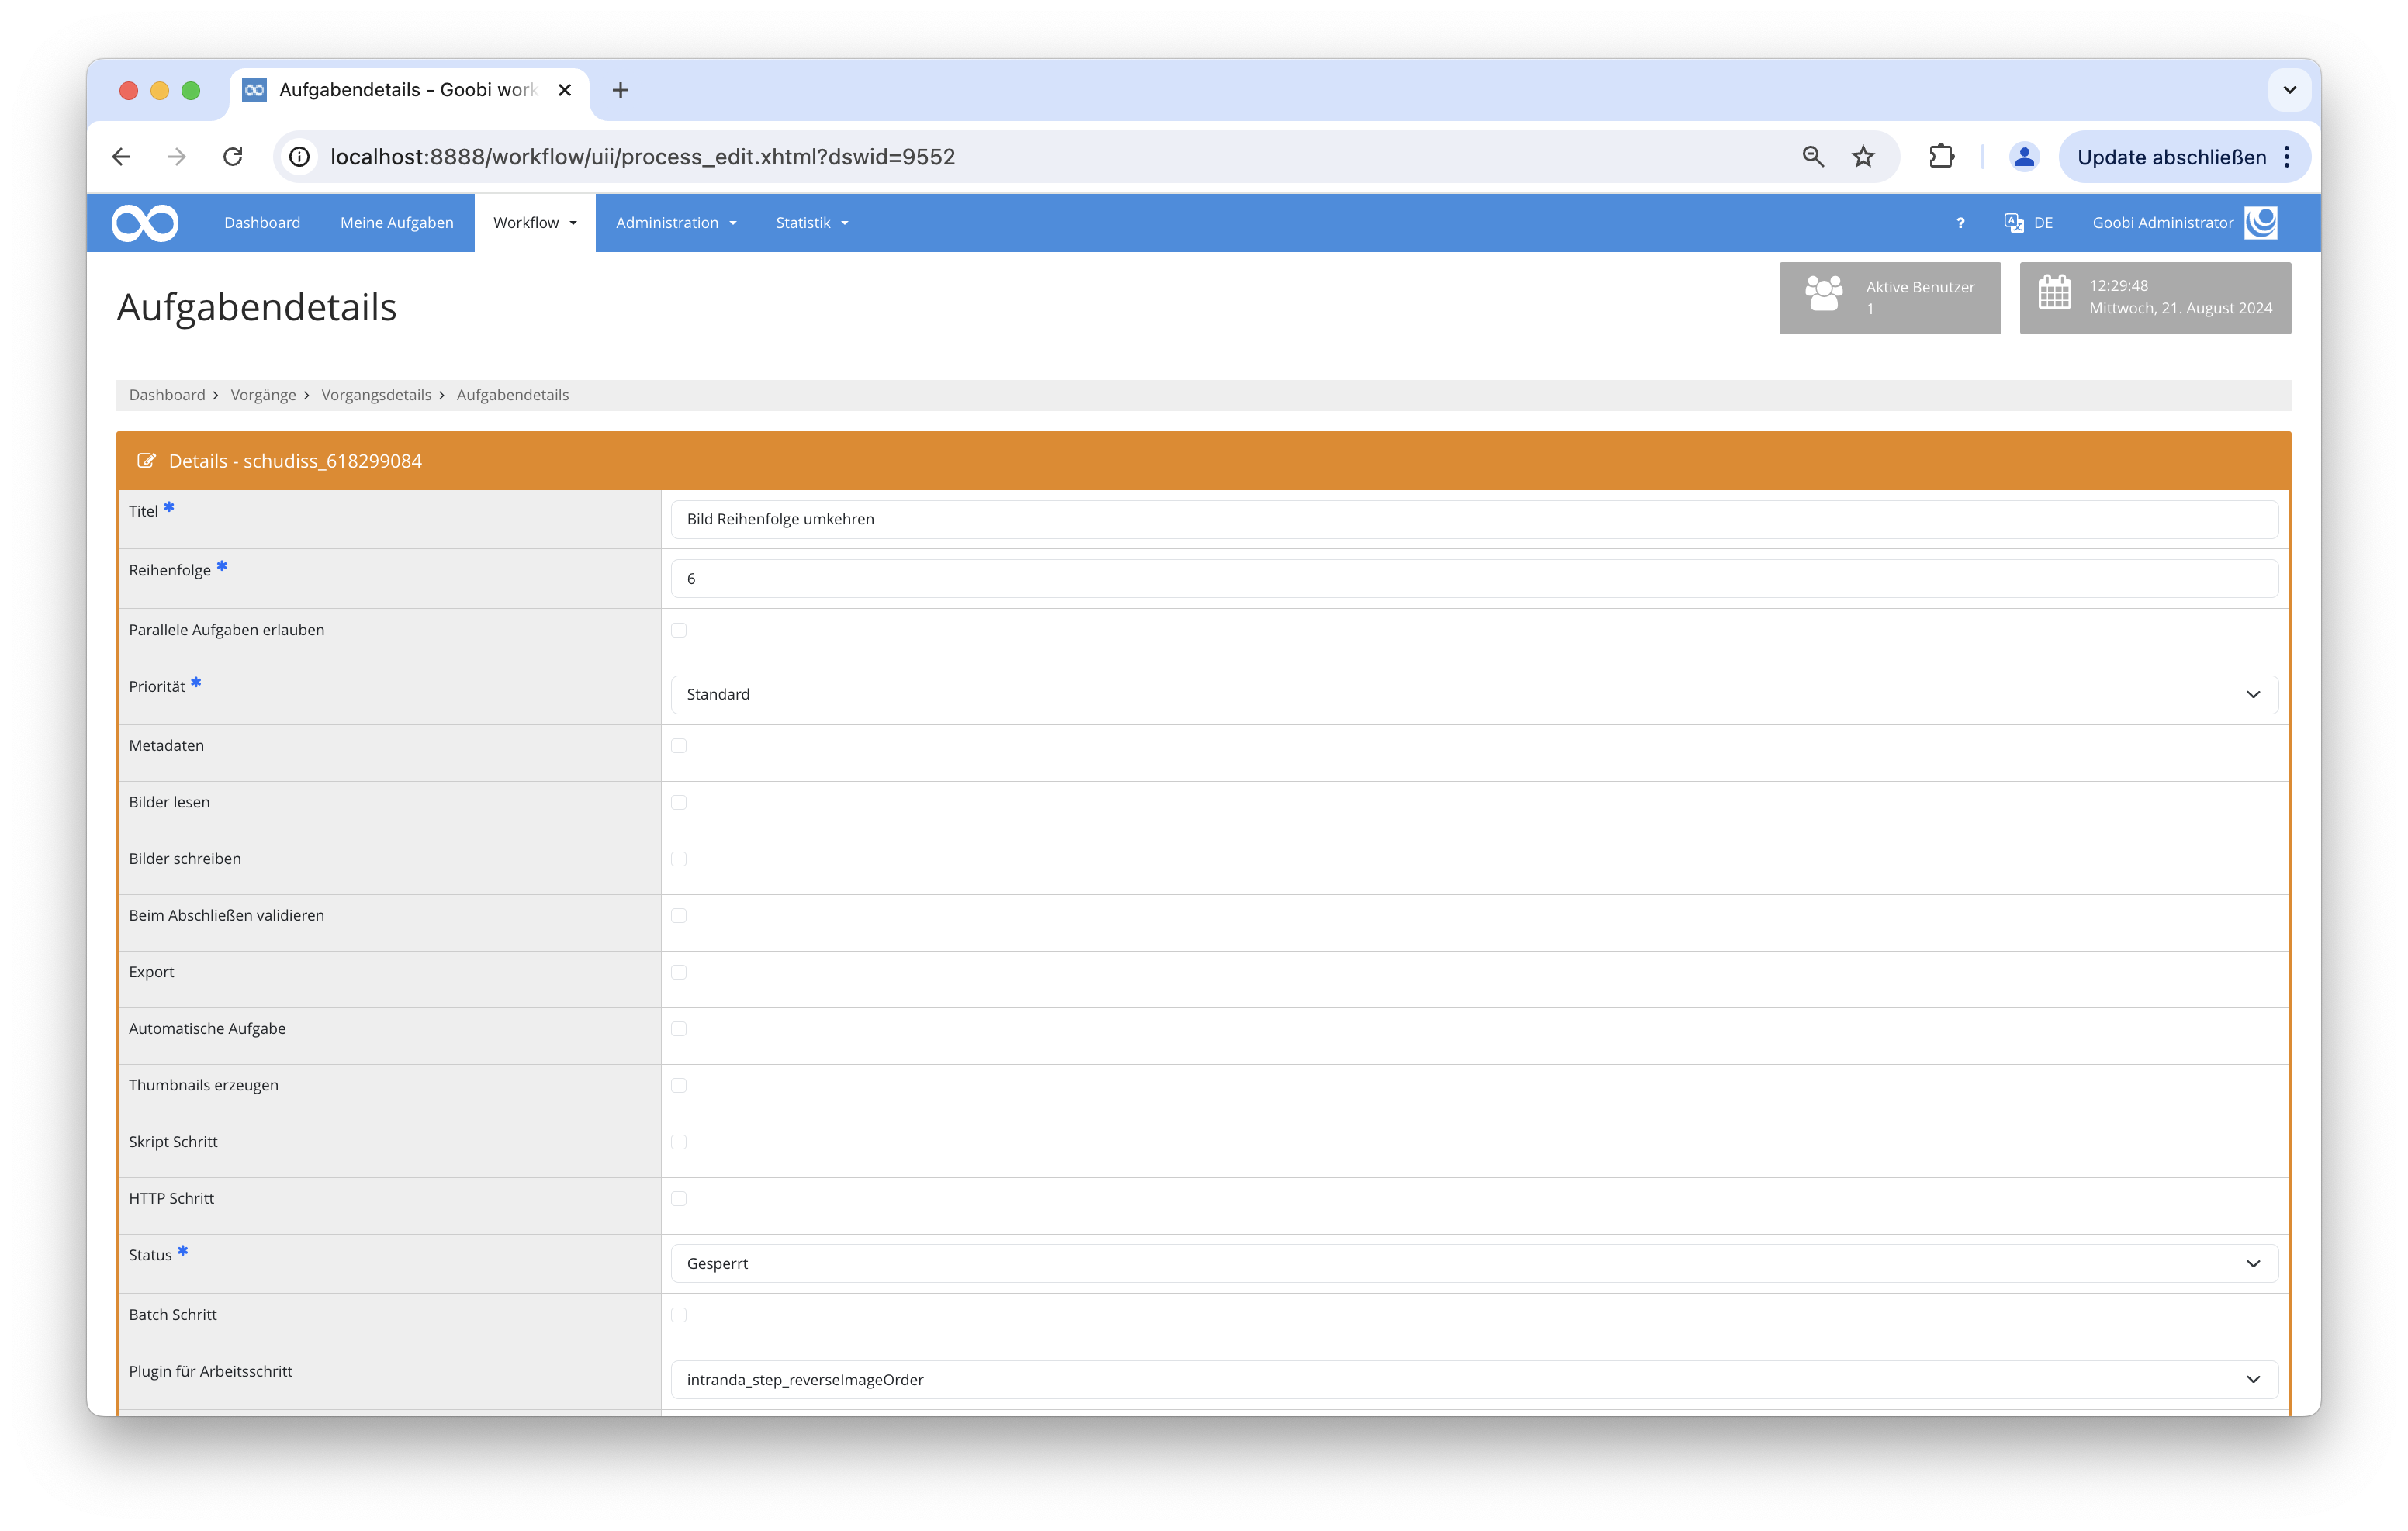 Aufgabendetails - Goobi work
localhost:8888/workflow/uii/process_edit.xhtml?dswid=9552
Update abschließen
Dashboard Meine Aufgaben Workflow Administration Statistik ? DE Goobi Administrator
Aufgabendetails
Aktive Benutzer
1
12:29:48
Mittwoch, 21. August 2024
Dashboard Vorgänge Vorgangsdetails Aufgabendetails
Details - schudiss_618299084
Titel * Bild Reihenfolge umkehren
Reihenfolge * 6
Parallele Aufgaben erlauben
Priorität * Standard
Metadaten
Bilder lesen
Bilder schreiben
Beim Abschließen validieren
Export
Automatische Aufgabe
Thumbnails erzeugen
Skript Schritt
HTTP Schritt
Status * Gesperrt
Batch Schritt
Plugin für Arbeitsschritt intranda_step_reverseImageOrder